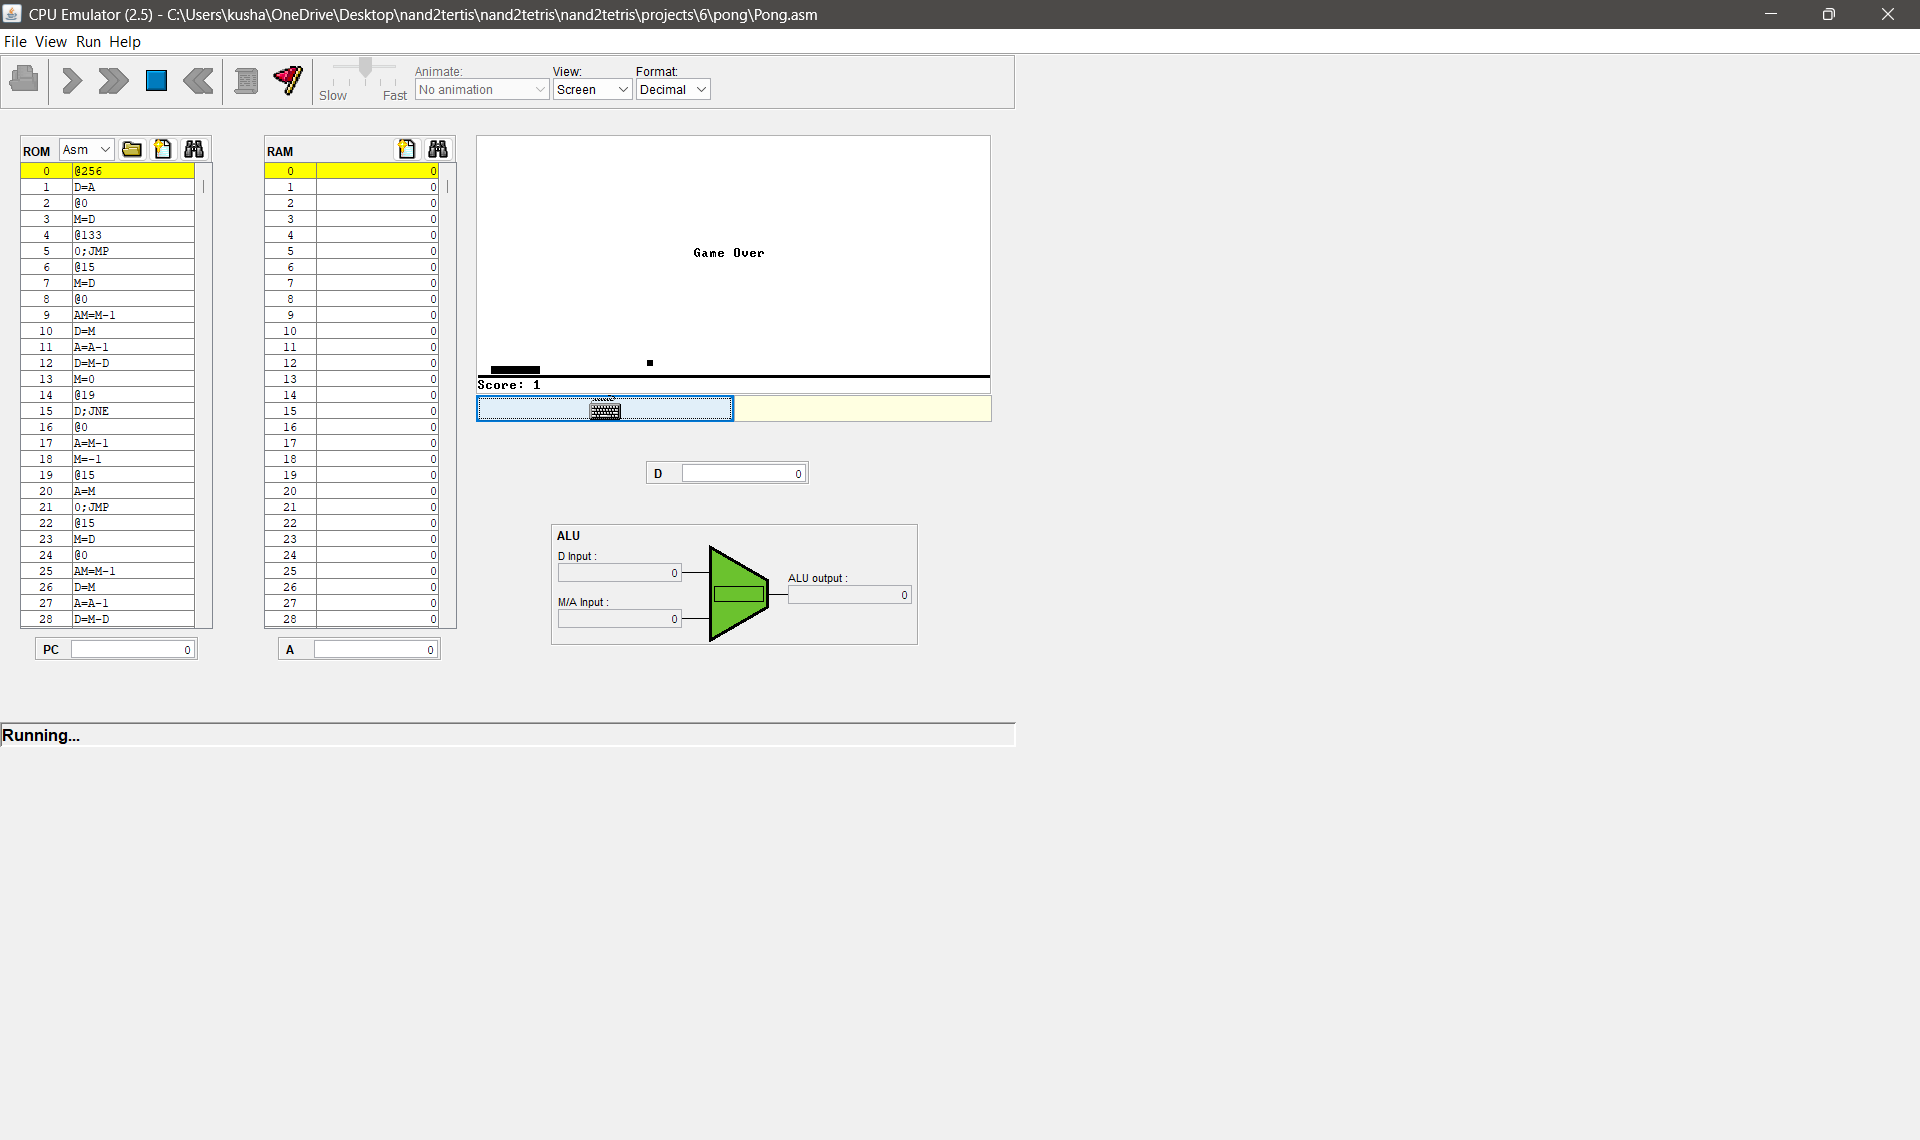 CPU Emulator (2.5) - C:\Users\kusha\OneDrive\Desktop\nand2tertis\nand2tetris\nand2tetris\projects\6\pong\Pong.asm
File View Run Help
Slow Fast
Animate:
No animation
View:
Screen
Format:
Decimal
ROM Asm
0 @256
1 D=A
2 @0
3 M=D
4 @133
5 0;JMP
6 @15
7 M=D
8 @0
9 AM=M-1
10 D=M
11 A=A-1
12 D=M-D
13 M=0
14 @19
15 D;JNE
16 @0
17 A=M-1
18 M=-1
19 @15
20 A=M
21 0;JMP
22 @15
23 M=D
24 @0
25 AM=M-1
26 D=M
27 A=A-1
28 D=M-D
PC 0
RAM
0 0
1 0
2 0
3 0
4 0
5 0
6 0
7 0
8 0
9 0
10 0
11 0
12 0
13 0
14 0
15 0
16 0
17 0
18 0
19 0
20 0
21 0
22 0
23 0
24 0
25 0
26 0
27 0
28 0
A 0
Game Over
Score: 1
D 0
ALU
D Input :
0
M/A Input :
0
ALU output :
0
Running...